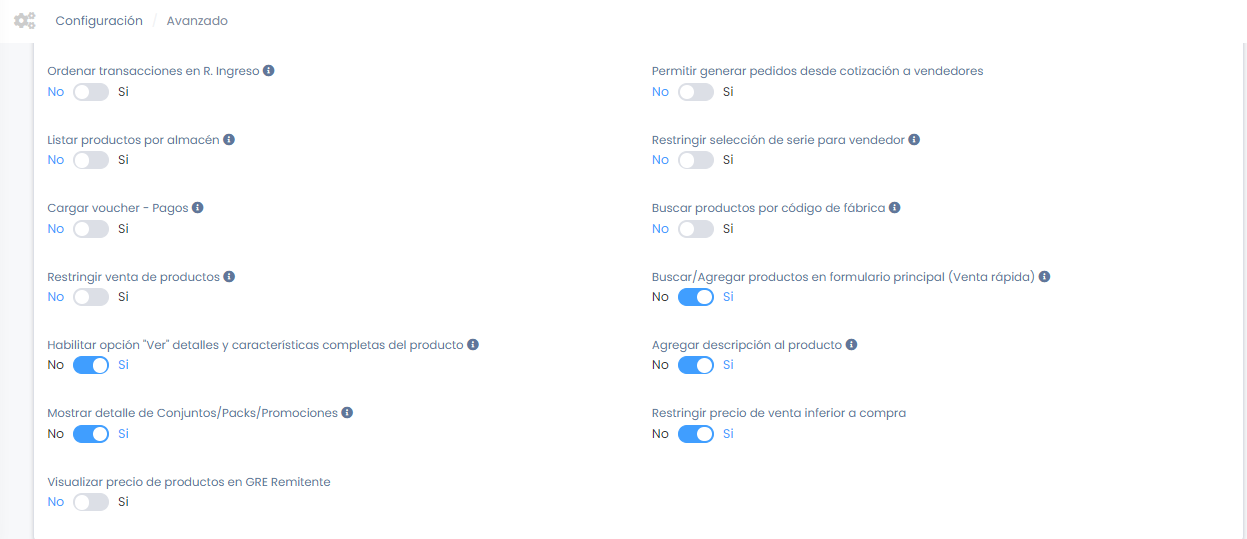 Configuración / Avanzado
Ordenar transacciones en R. Ingreso
No Si
Permitir generar pedidos desde cotización a vendedores
No Si
Listar productos por almacén
No Si
Restringir selección de serie para vendedor
No Si
Cargar voucher - Pagos
No Si
Buscar productos por código de fábrica
No Si
Restringir venta de productos
No Si
Buscar/Agregar productos en formulario principal (Venta rápida)
No Si
Habilitar opción "Ver" detalles y características completas del producto
No Si
Agregar descripción al producto
No Si
Mostrar detalle de Conjuntos/Packs/Promociones
No Si
Restringir precio de venta inferior a compra
No Si
Visualizar precio de productos en GRE Remitente
No Si